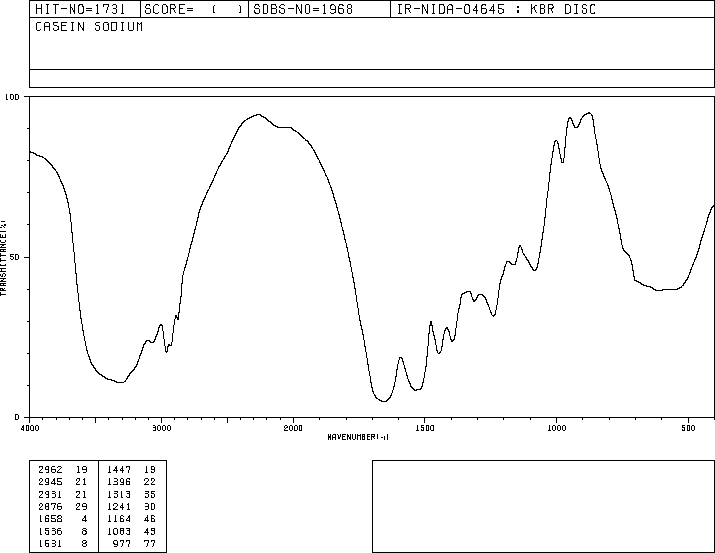 HIT-NO=1731 SCORE= ( ) SDBS-NO=1968 IR-NIDA-04645 : KBR DISC
CASEIN SODIUM
100
50
0
TRANSMITTANCE(%)
4000 3000 2000 1500 1000 500
WAVENUMBER(-1)
2962 19 1447 19
2945 21 1396 22
2931 21 1313 35
2876 29 1241 30
1658 4 1164 46
1536 8 1083 45
1531 8 977 77